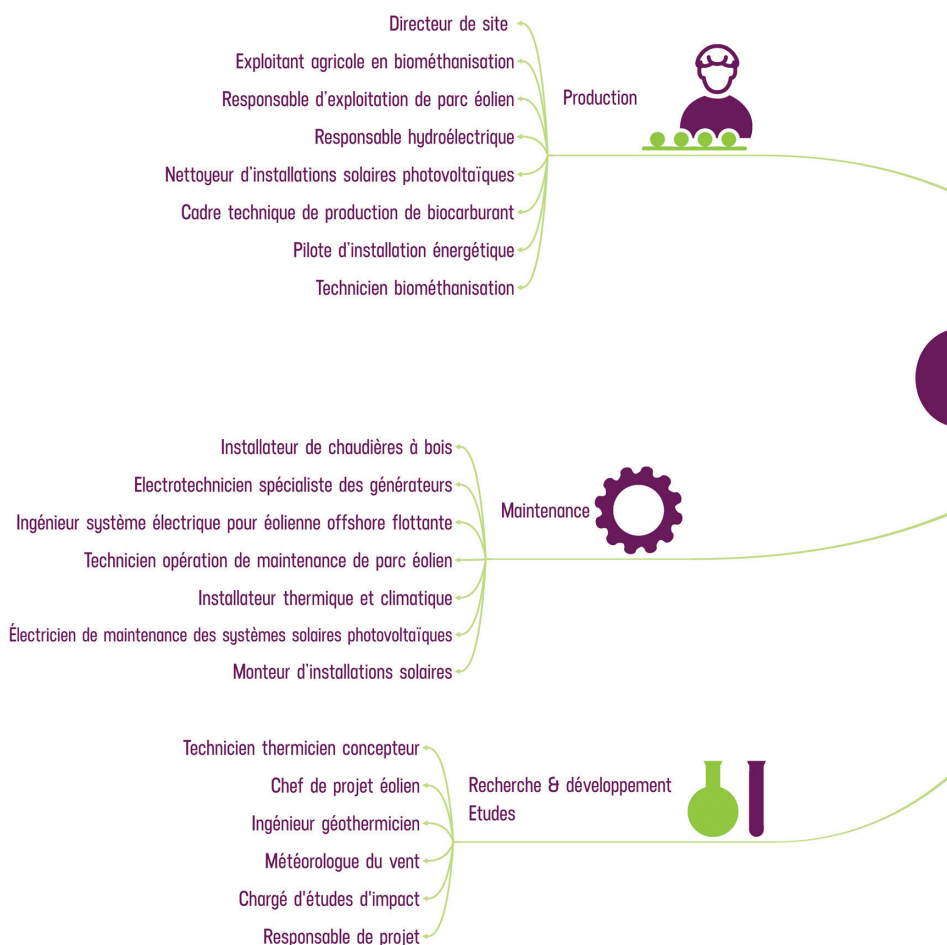 Production
Directeur de site
Exploitant agricole en biométhanisation
Responsable d'exploitation de parc éolien
Responsable hydroélectrique
Nettoyeur d'installations solaires photovoltaïques
Cadre technique de production de biocarburant
Pilote d'installation énergétique
Technicien biométhanisation
Maintenance
Installateur de chaudières à bois
Electrotechnicien spécialiste des générateurs
Ingénieur système électrique pour éolienne offshore flottante
Technicien opération de maintenance de parc éolien
Installateur thermique et climatique
Électricien de maintenance des systèmes solaires photovoltaïques
Monteur d'installations solaires
Recherche & développement
Etudes
Technicien thermicien concepteur
Chef de projet éolien
Ingénieur géothermicien
Météorologue du vent
Chargé d'études d'impact
Responsable de projet